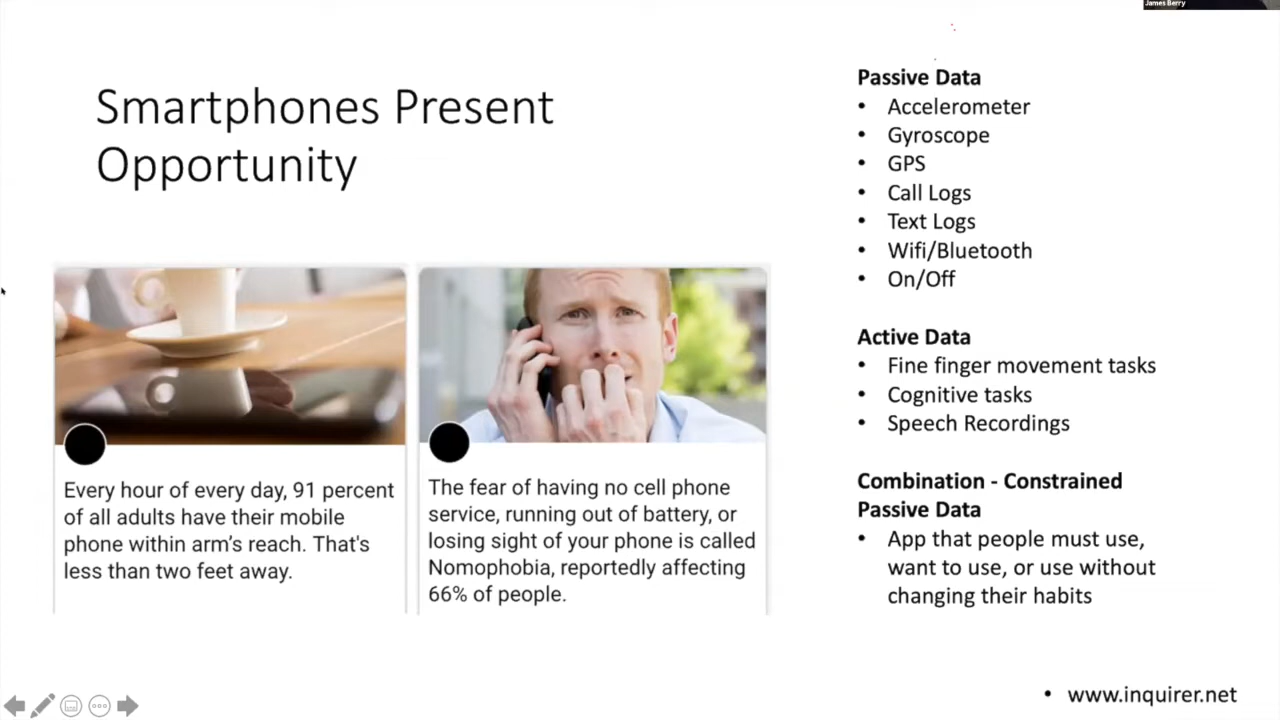 James Berry
Smartphones Present
Opportunity
Every hour of every day, 91 percent
of all adults have their mobile
phone within arm's reach. That's
less than two feet away.
The fear of having no cell phone
service, running out of battery, or
losing sight of your phone is called
Nomophobia, reportedly affecting
66% of people.
Passive Data
• Accelerometer
• Gyroscope
• GPS
• Call Logs
• Text Logs
• Wifi/Bluetooth
• On/Off
Active Data
• Fine finger movement tasks
• Cognitive tasks
• Speech Recordings
Combination - Constrained
Passive Data
• App that people must use,
want to use, or use without
changing their habits
• www.inquirer.net